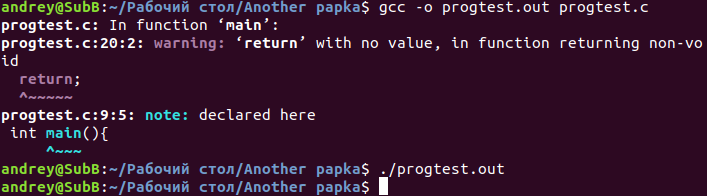 andrey@SubB:~/Рабочий стол/Another papka$ gcc -o progtest.out progtest.c
progtest.c: In function ‘main’:
progtest.c:20:2: warning: ‘return’ with no value, in function returning non-vo
id
  return;
  ^~~~~~
progtest.c:9:5: note: declared here
 int main(){
     ^~~~
andrey@SubB:~/Рабочий стол/Another papka$ ./progtest.out
andrey@SubB:~/Рабочий стол/Another papka$